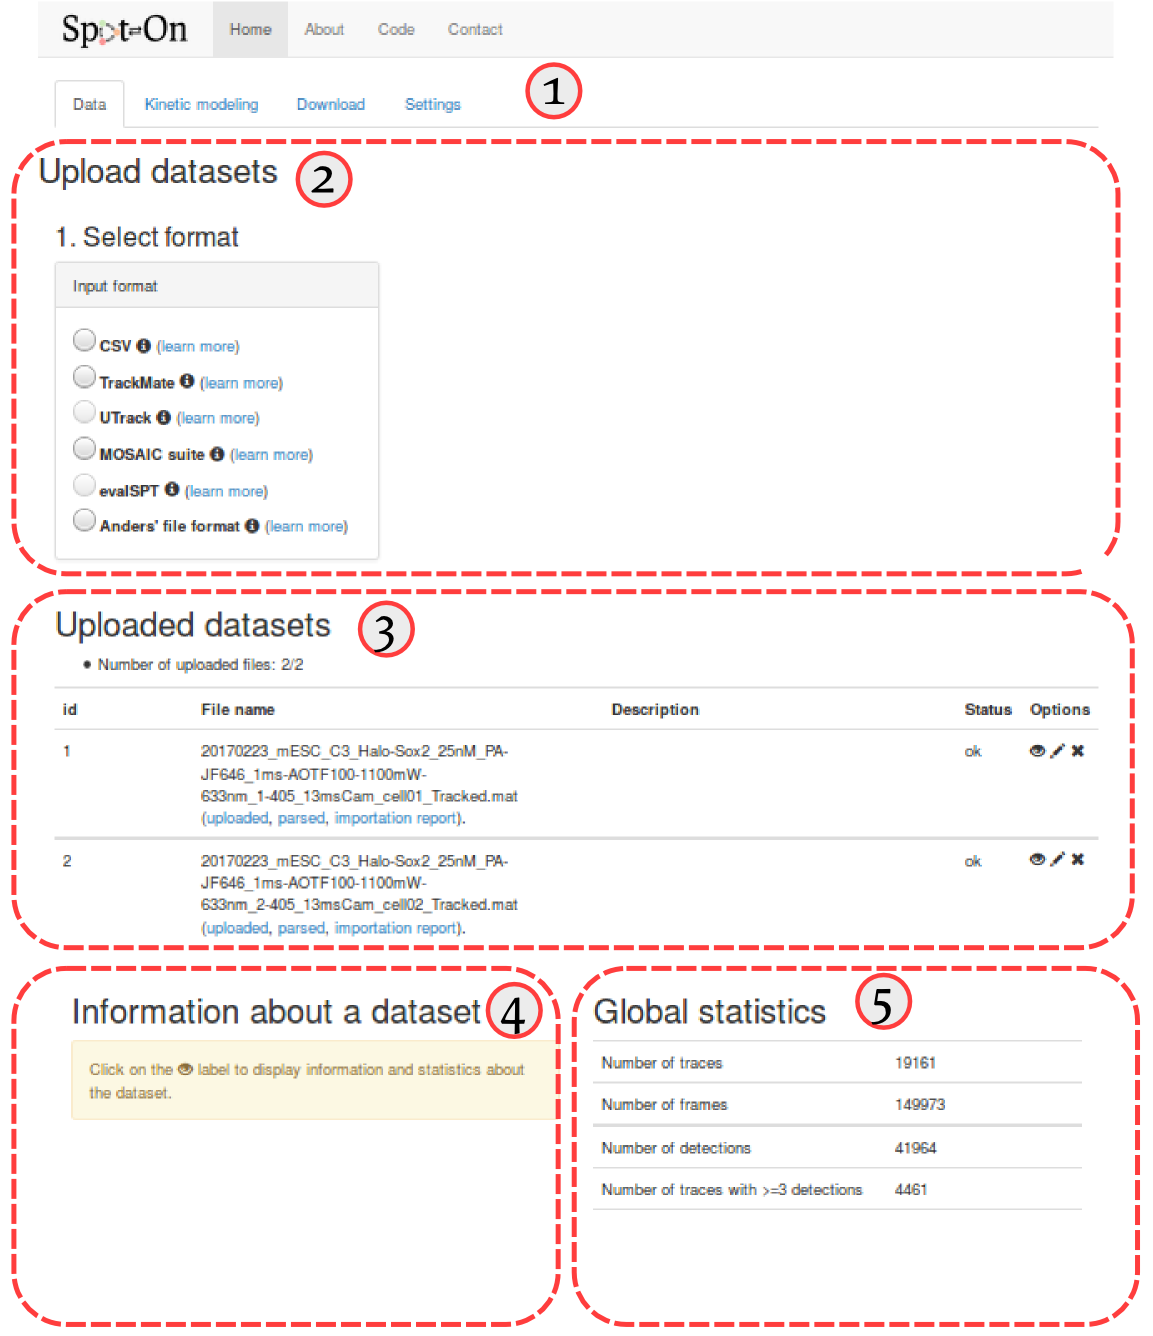 Spot-On Home About Code Contact
1
Data Kinetic modeling Download Settings
Upload datasets 2
1. Select format
Input format
CSV (learn more)
TrackMate (learn more)
UTrack (learn more)
MOSAIC suite (learn more)
evalSPT (learn more)
Anders' file format (learn more)
Uploaded datasets 3
• Number of uploaded files: 2/2
id File name Description Status Options
1 20170223_mESC_C3_Halo-Sox2_25nM_PA- ok
JF646_1ms-AOTF100-1100mW-
633nm_1-405_13msCam_cell01_Tracked.mat
(uploaded, parsed, importation report).
2 20170223_mESC_C3_Halo-Sox2_25nM_PA- ok
JF646_1ms-AOTF100-1100mW-
633nm_2-405_13msCam_cell02_Tracked.mat
(uploaded, parsed, importation report).
Information about a dataset 4
Click on the label to display information and statistics about
the dataset.
Global statistics 5
Number of traces 19161
Number of frames 149973
Number of detections 41964
Number of traces with >=3 detections 4461